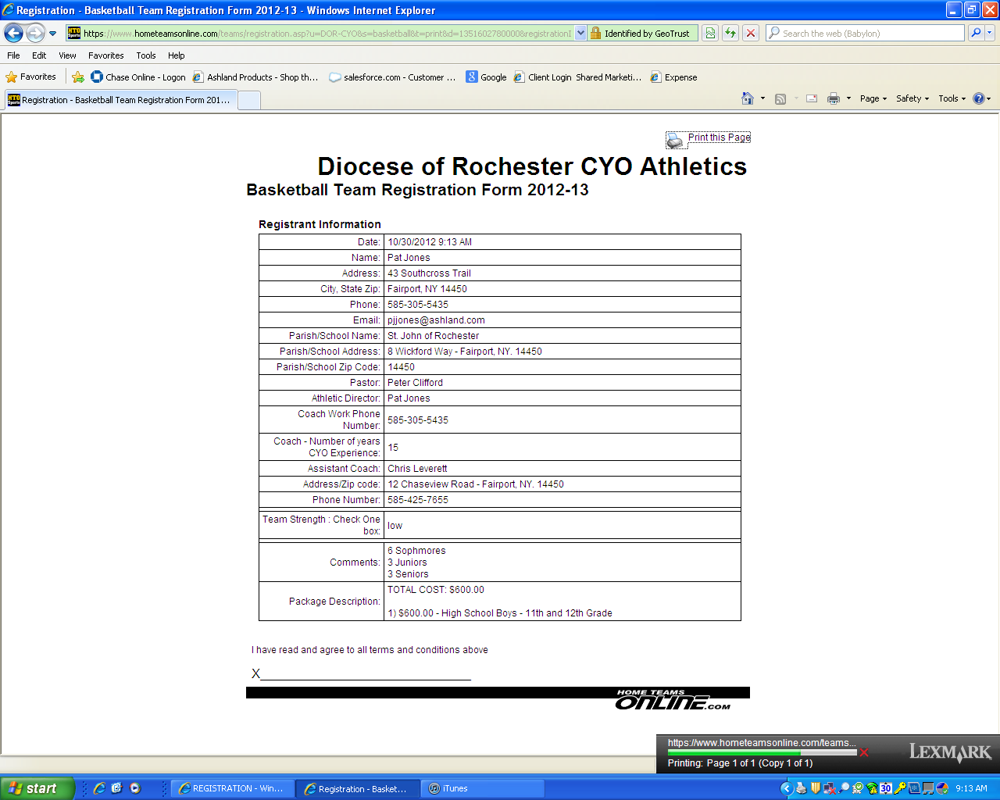 Registration - Basketball Team Registration Form 2012-13 - Windows Internet Explorer
https://www.hometeamsonline.com/teams/registration.asp?u=DOR-CYO&s=basketball&t=print&d=13516027800000&registrationI
Identified by GeoTrust
Search the web (Babylon)
File Edit View Favorites Tools Help
Favorites Chase Online - Logon Ashland Products - Shop th... salesforce.com - Customer ... Google Client Login Shared Marketi... Expense
HTO Sports Registration - Basketball Team Registration Form 201... Page Safety Tools
Print this Page
Diocese of Rochester CYO Athletics
Basketball Team Registration Form 2012-13
Registrant Information
Date: 10/30/2012 9:13 AM
Name: Pat Jones
Address: 43 Southcross Trail
City, State Zip: Fairport, NY 14450
Phone: 585-305-5435
Email: pjjones@ashland.com
Parish/School Name: St. John of Rochester
Parish/School Address: 8 Wickford Way - Fairport, NY. 14450
Parish/School Zip Code: 14450
Pastor: Peter Clifford
Athletic Director: Pat Jones
Coach Work Phone
Number: 585-305-5435
Coach - Number of years
CYO Experience: 15
Assistant Coach: Chris Leverett
Address/Zip code: 12 Chaseview Road - Fairport, NY. 14450
Phone Number: 585-425-7655
Team Strength : Check One
box: low
Comments: 6 Sophmores
3 Juniors
3 Seniors
Package Description: TOTAL COST: $600.00
1) $600.00 - High School Boys - 11th and 12th Grade
I have read and agree to all terms and conditions above
X
HOME TEAMS
ONLINE.COM
https://www.hometeamsonline.com/teams...
LEXMARK
Printing: Page 1 of 1 (Copy 1 of 1)
start REGISTRATION - Win... Registration - Basket... iTunes 30 9:13 AM